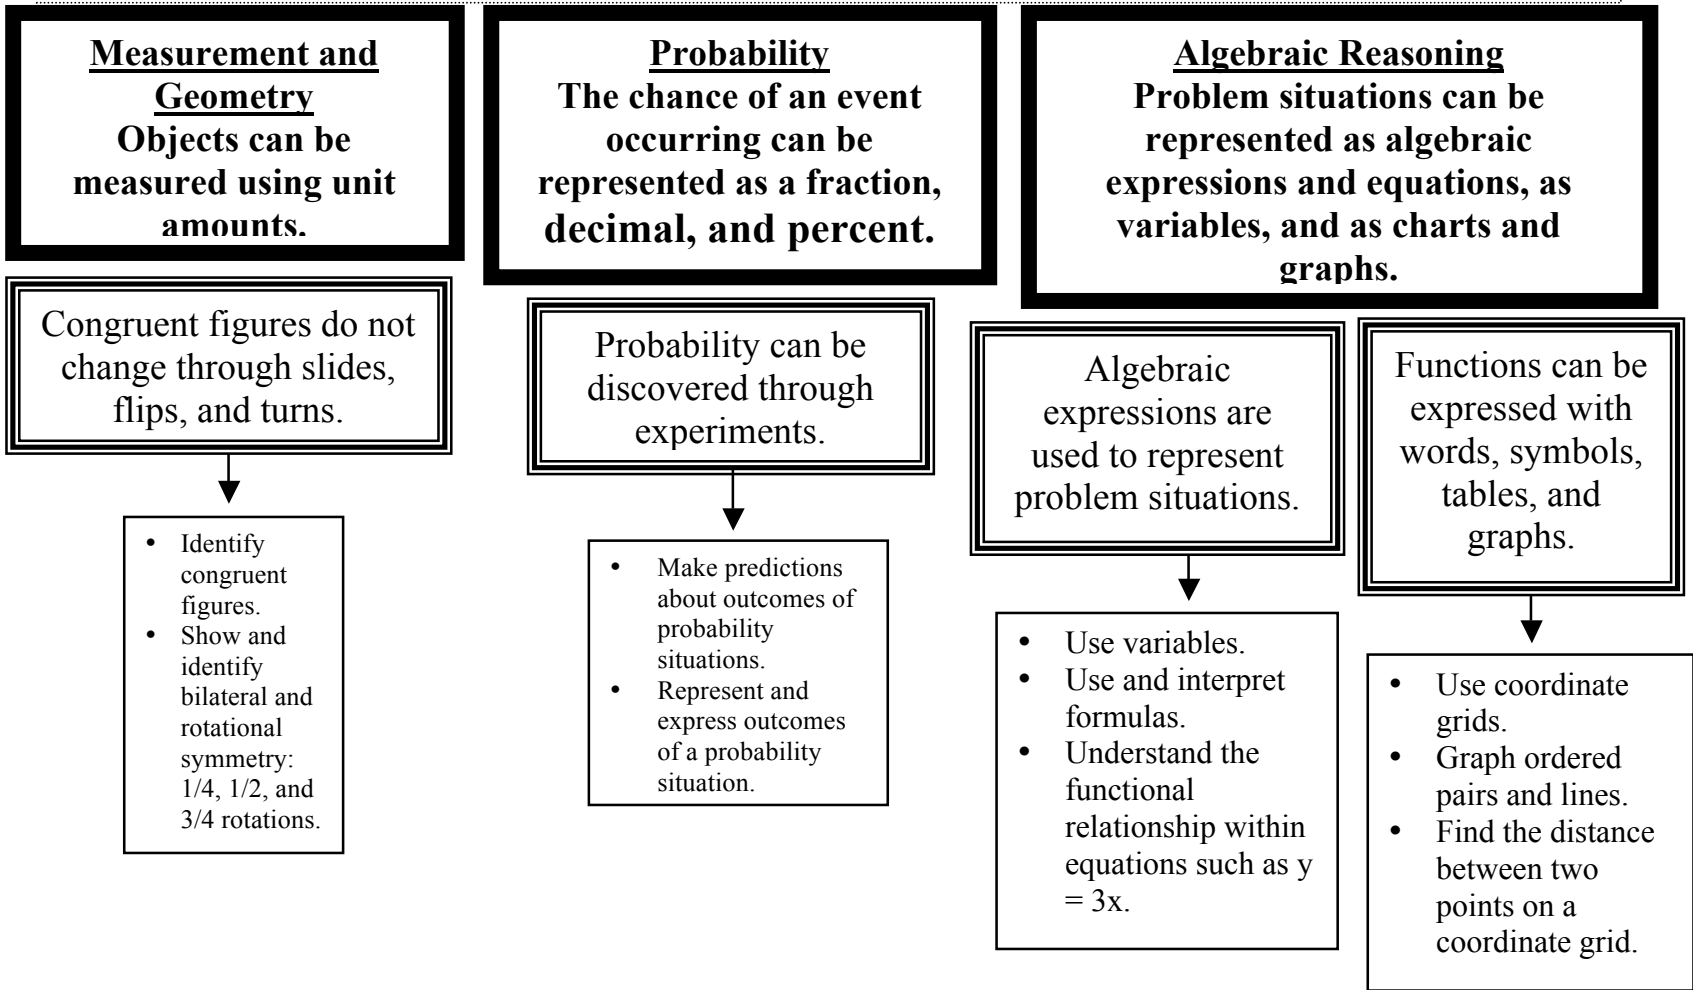 Measurement and
Geometry
Objects can be
measured using unit
amounts.
Probability
The chance of an event
occurring can be
represented as a fraction,
decimal, and percent.
Algebraic Reasoning
Problem situations can be
represented as algebraic
expressions and equations, as
variables, and as charts and
graphs.
Congruent figures do not
change through slides,
flips, and turns.
Probability can be
discovered through
experiments.
Algebraic
expressions are
used to represent
problem situations.
Functions can be
expressed with
words, symbols,
tables, and
graphs.
• Identify
congruent
figures.
• Show and
identify
bilateral and
rotational
symmetry:
1/4, 1/2, and
3/4 rotations.
• Make predictions
about outcomes of
probability
situations.
• Represent and
express outcomes
of a probability
situation.
• Use variables.
• Use and interpret
formulas.
• Understand the
functional
relationship within
equations such as y
= 3x.
• Use coordinate
grids.
• Graph ordered
pairs and lines.
• Find the distance
between two
points on a
coordinate grid.